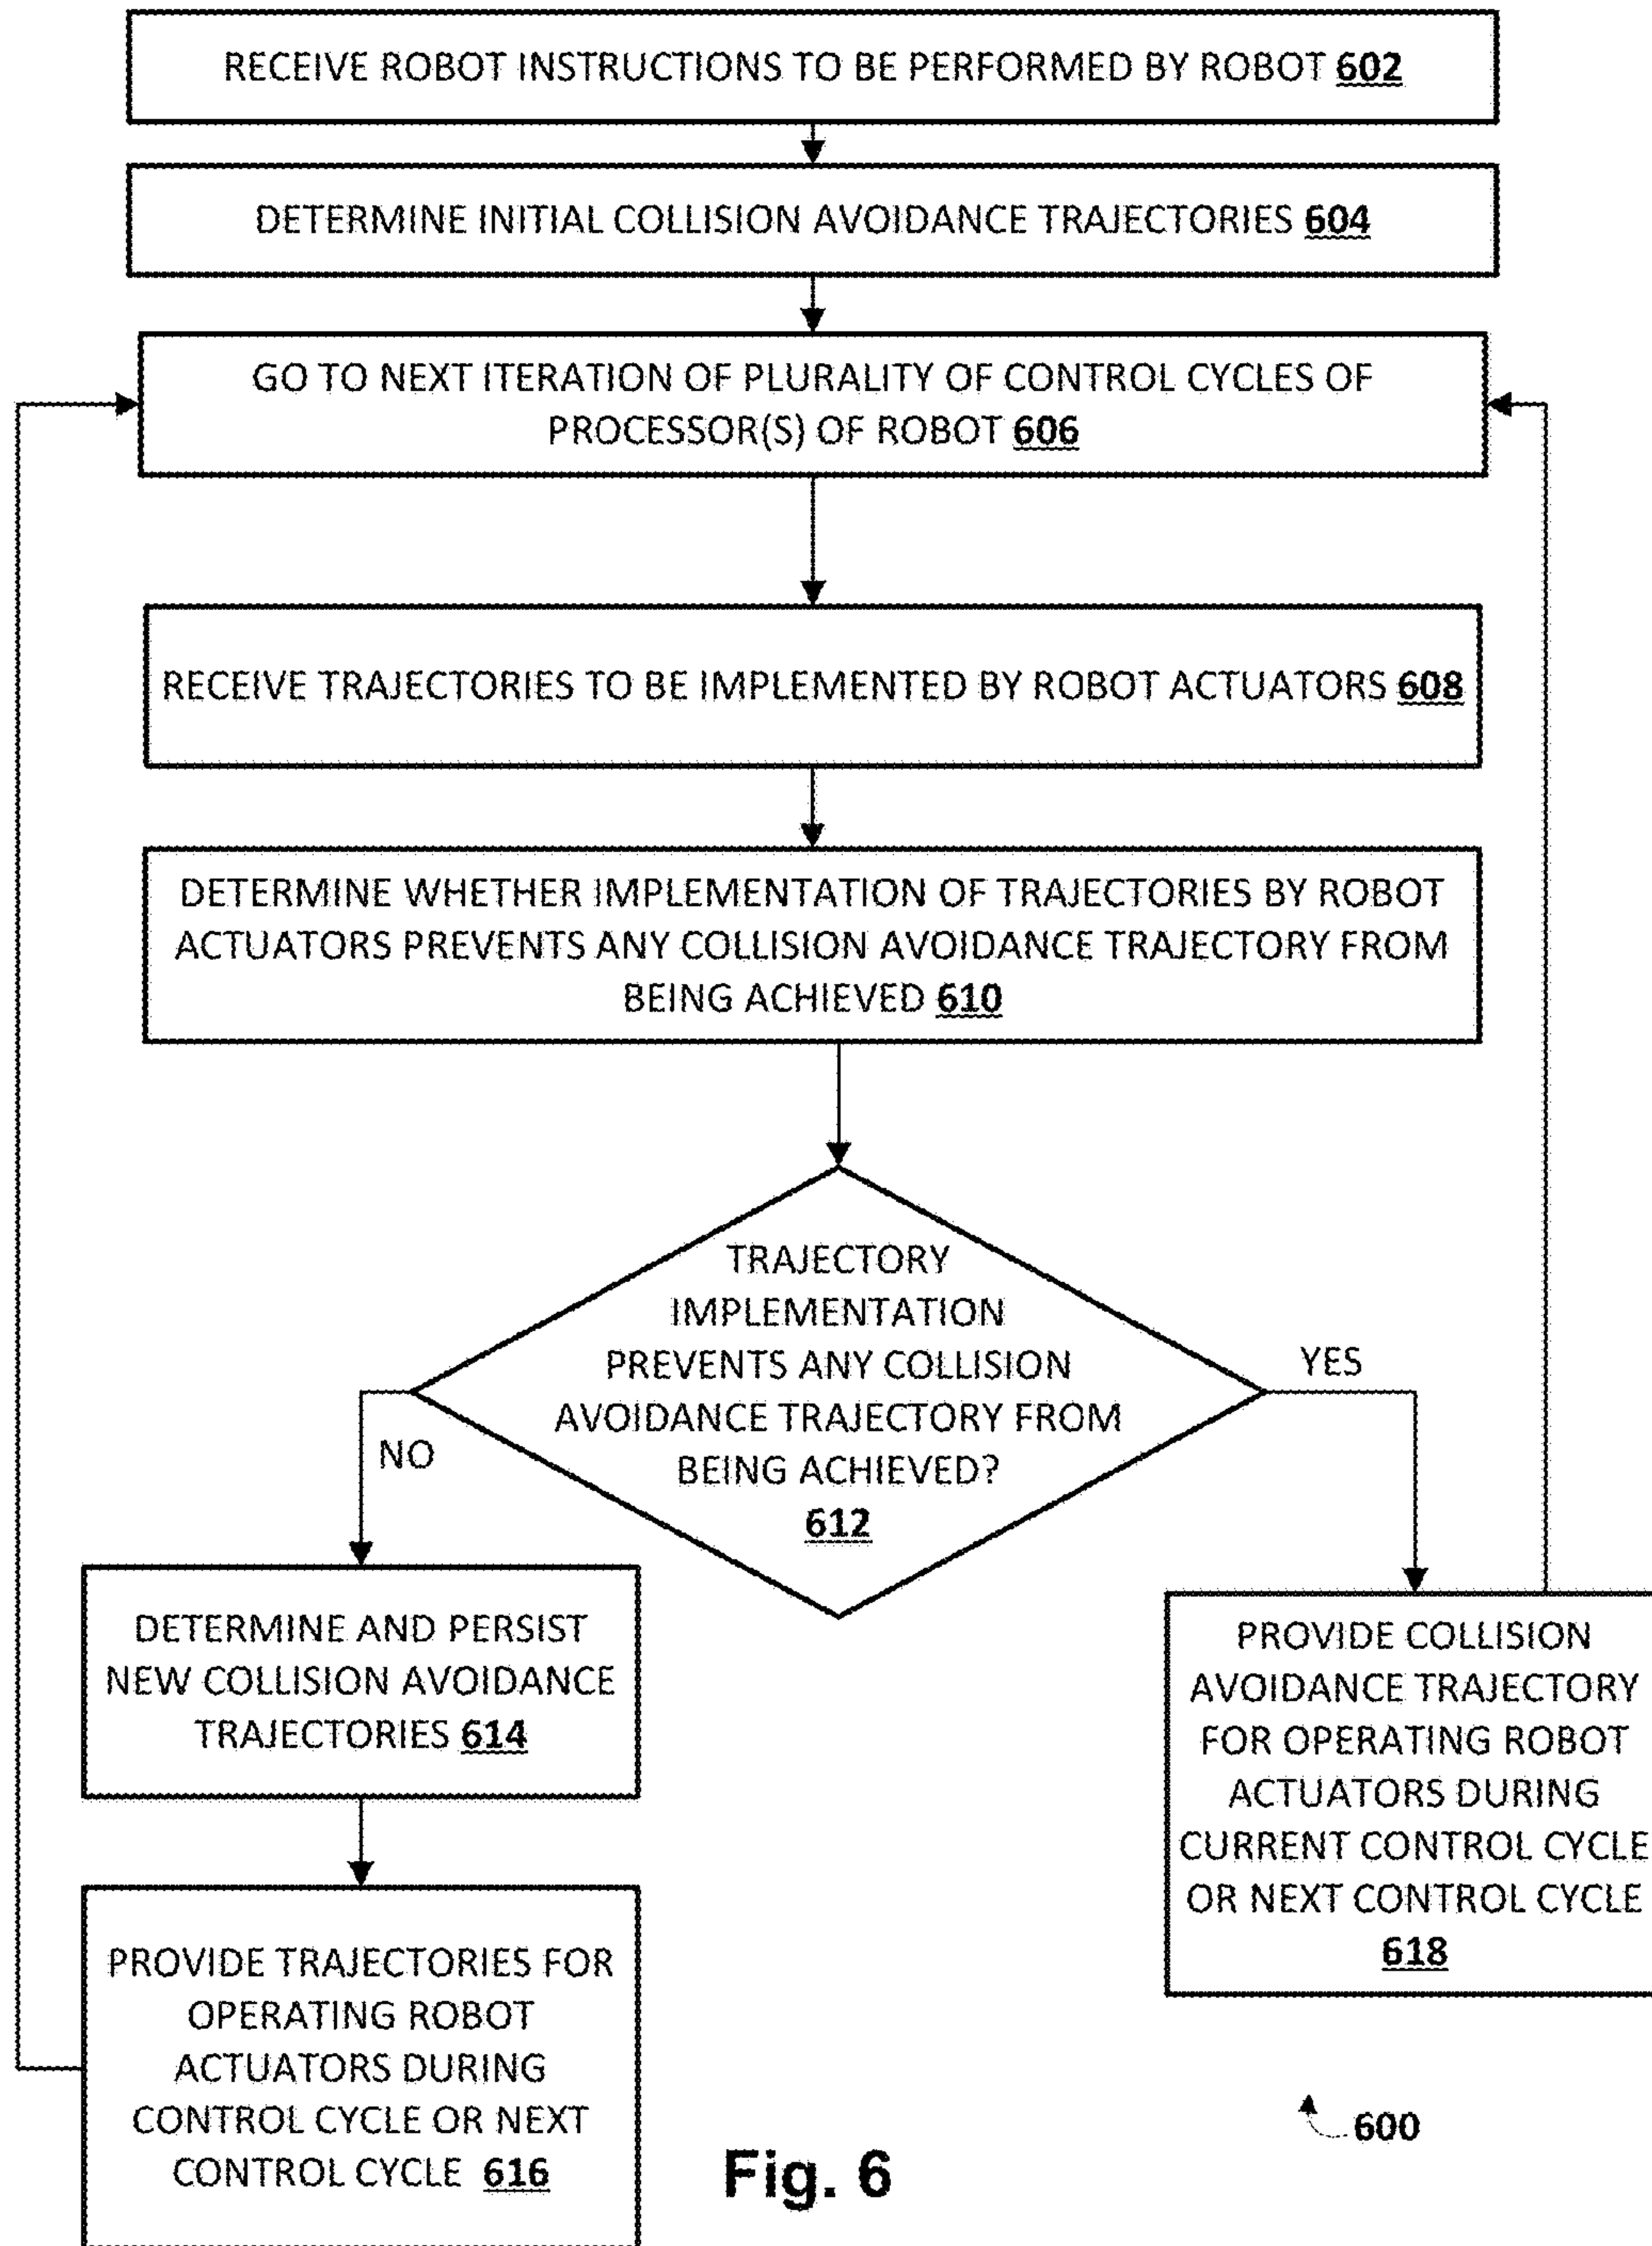 RECEIVE ROBOT INSTRUCTIONS TO BE PERFORMED BY ROBOT 602
DETERMINE INITIAL COLLISION AVOIDANCE TRAJECTORIES 604
GO TO NEXT ITERATION OF PLURALITY OF CONTROL CYCLES OF
PROCESSOR(S) OF ROBOT 606
RECEIVE TRAJECTORIES TO BE IMPLEMENTED BY ROBOT ACTUATORS 608
DETERMINE WHETHER IMPLEMENTATION OF TRAJECTORIES BY ROBOT
ACTUATORS PREVENTS ANY COLLISION AVOIDANCE TRAJECTORY FROM
BEING ACHIEVED 610
TRAJECTORY
IMPLEMENTATION
PREVENTS ANY COLLISION
AVOIDANCE TRAJECTORY FROM
BEING ACHIEVED?
612
NO
YES
DETERMINE AND PERSIST
NEW COLLISION AVOIDANCE
TRAJECTORIES 614
PROVIDE TRAJECTORIES FOR
OPERATING ROBOT
ACTUATORS DURING
CONTROL CYCLE OR NEXT
CONTROL CYCLE 616
PROVIDE COLLISION
AVOIDANCE TRAJECTORY
FOR OPERATING ROBOT
ACTUATORS DURING
CURRENT CONTROL CYCLE
OR NEXT CONTROL CYCLE
618
600
Fig. 6